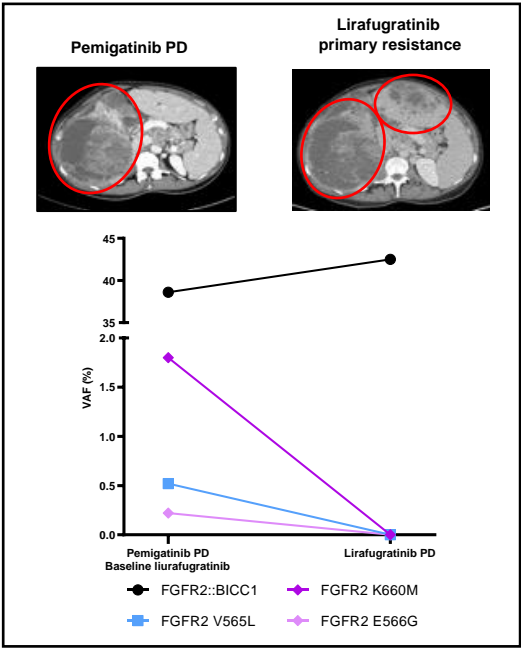 Pemigatinib PD
Lirafugratinib
primary resistance
45
40
35
2.0
1.5
1.0
0.5
0.0
VAF (%)
Pemigatinib PD
Baseline liurafugratinib
Lirafugratinib PD
FGFR2::BICC1
FGFR2 K660M
FGFR2 V565L
FGFR2 E566G